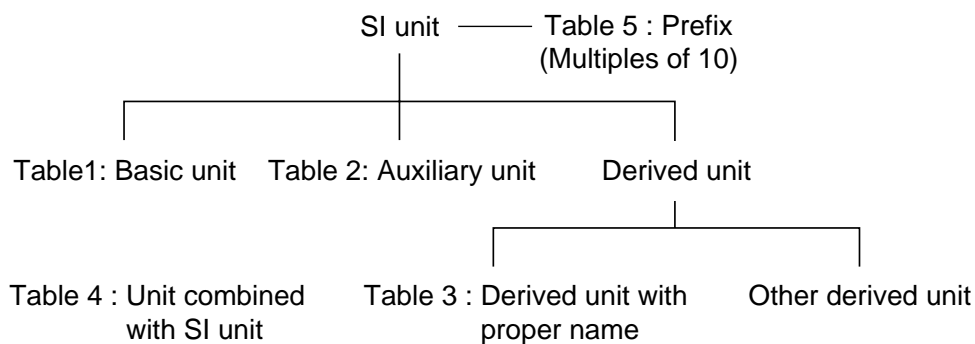 SI unit Table 5 : Prefix
(Multiples of 10)
Table1: Basic unit Table 2: Auxiliary unit Derived unit
Table 4 : Unit combined
with SI unit
Table 3 : Derived unit with
proper name
Other derived unit